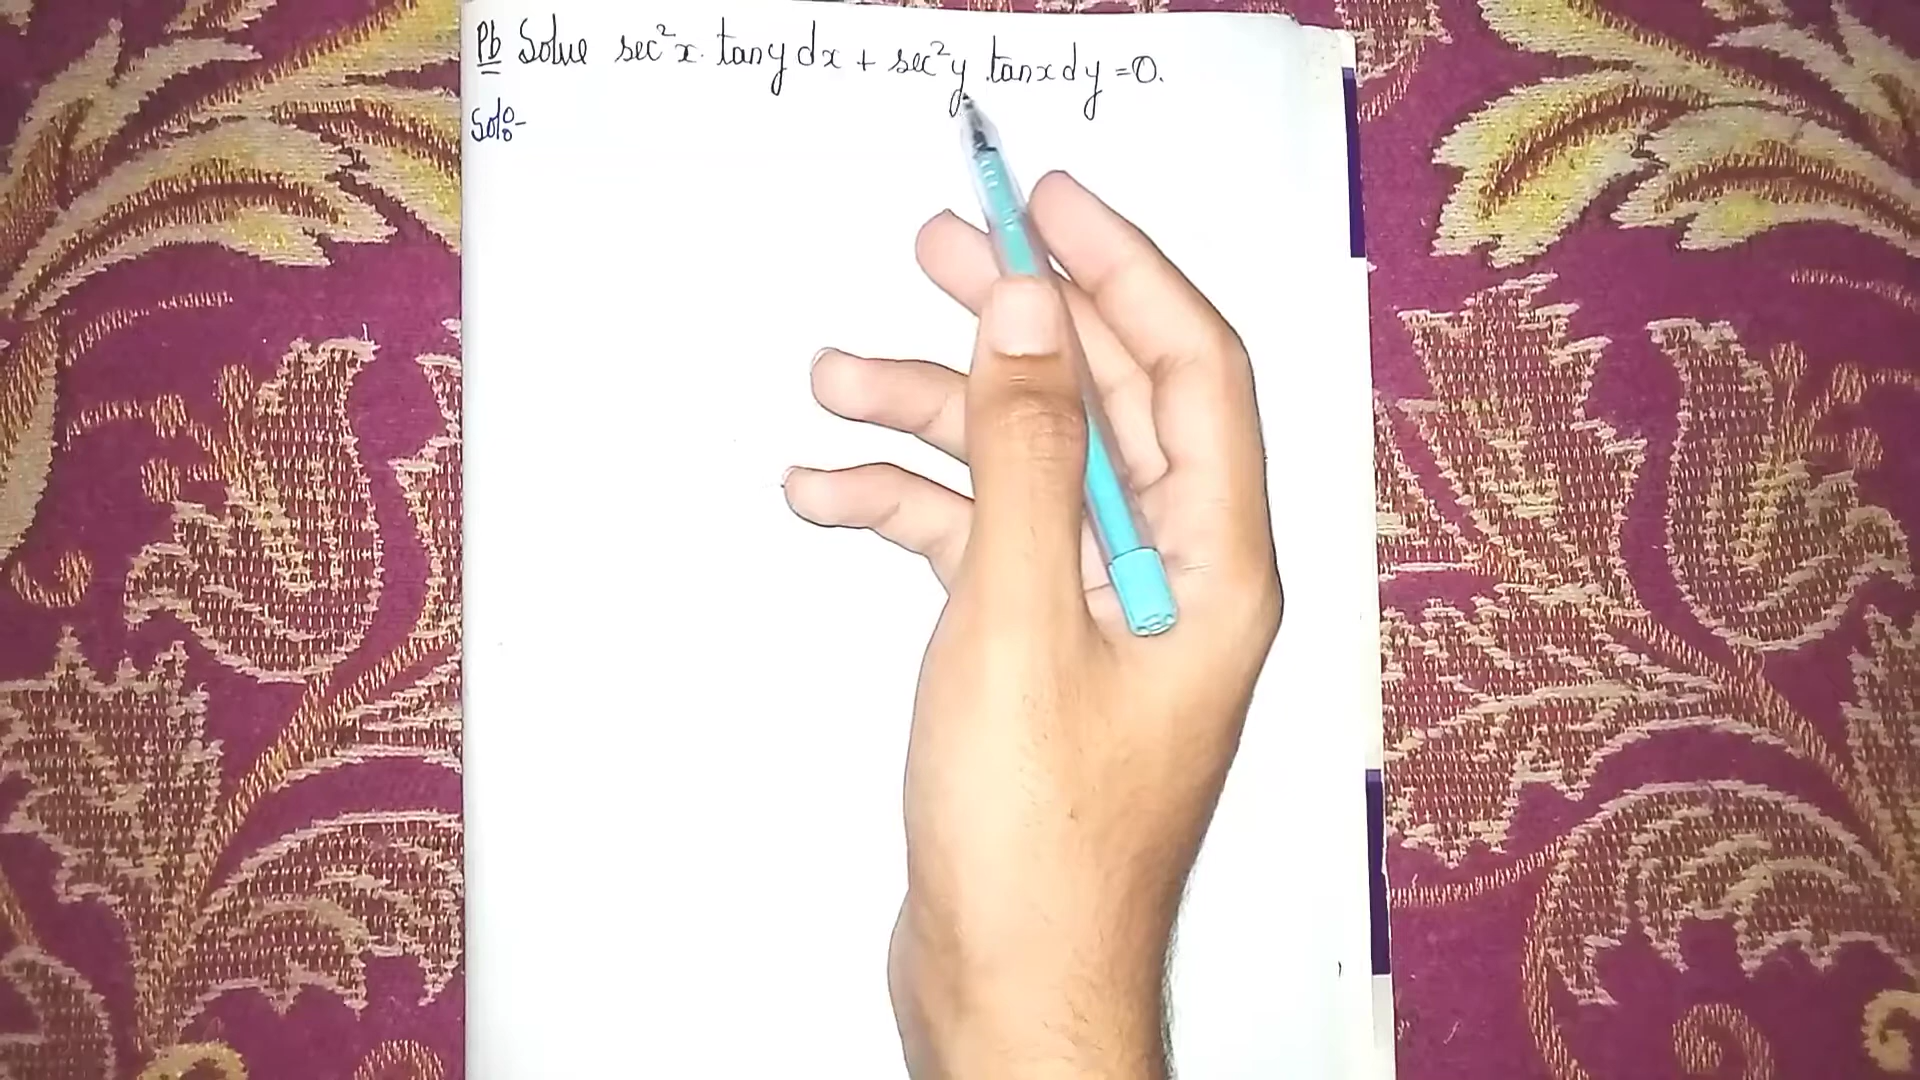 Pb Solve sec²x. tany dx + sec²y tanx dy = 0.
Sol:-